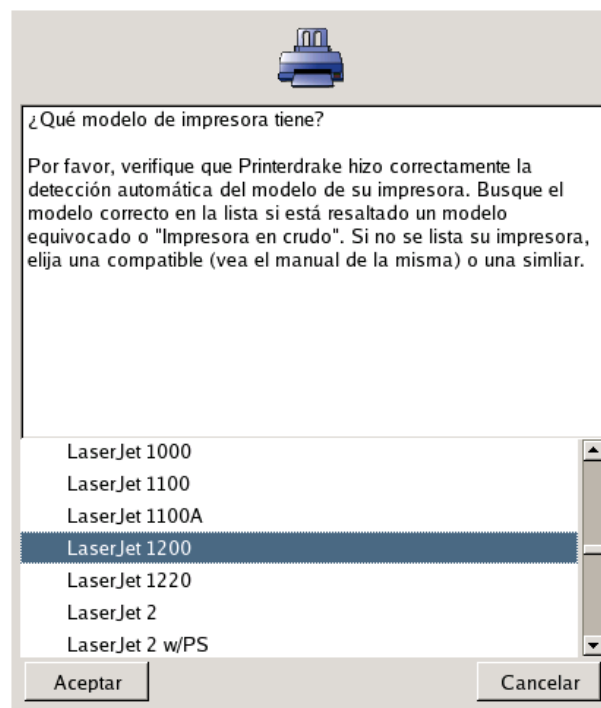 ¿Qué modelo de impresora tiene?
Por favor, verifique que Printerdrake hizo correctamente la
detección automática del modelo de su impresora. Busque el
modelo correcto en la lista si está resaltado un modelo
equivocado o "Impresora en crudo". Si no se lista su impresora,
elija una compatible (vea el manual de la misma) o una simliar.
LaserJet 1000
LaserJet 1100
LaserJet 1100A
LaserJet 1200
LaserJet 1220
LaserJet 2
LaserJet 2 w/PS
Aceptar
Cancelar